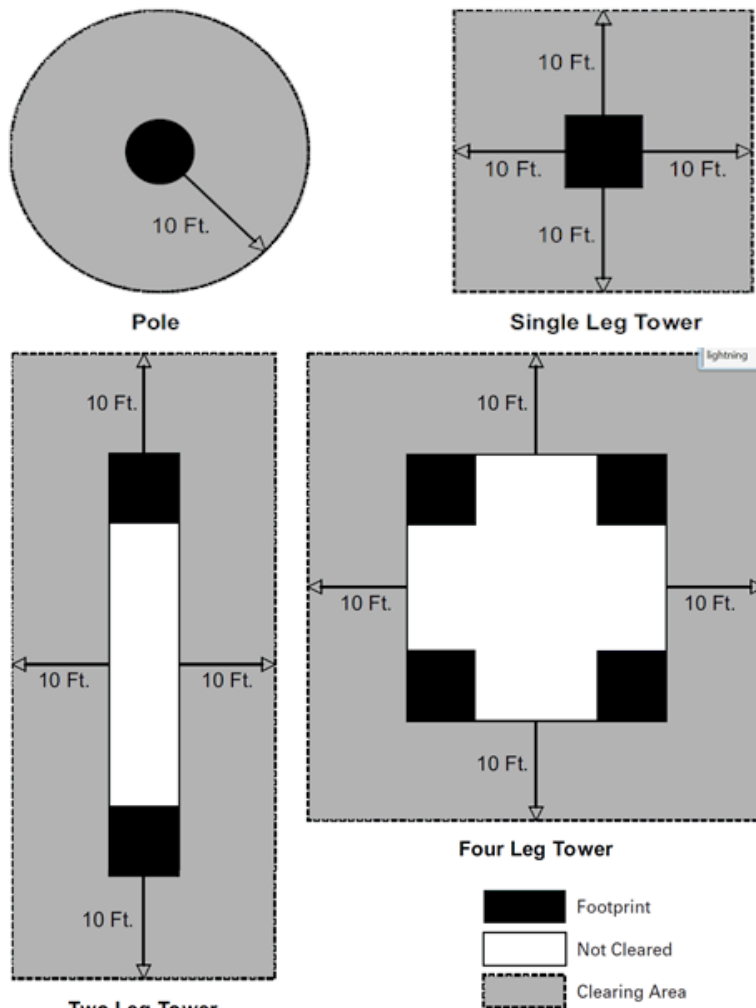 10 Ft.
Pole
10 Ft.
10 Ft.
10 Ft.
10 Ft.
Single Leg Tower
10 Ft.
10 Ft.
10 Ft.
10 Ft.
Two Leg Tower
lightning
10 Ft.
10 Ft.
10 Ft.
10 Ft.
Four Leg Tower
Footprint
Not Cleared
Clearing Area